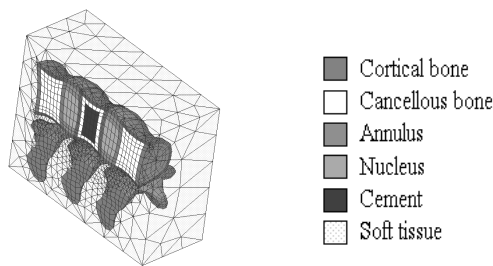 Cortical bone
Cancellous bone
Annulus
Nucleus
Cement
Soft tissue